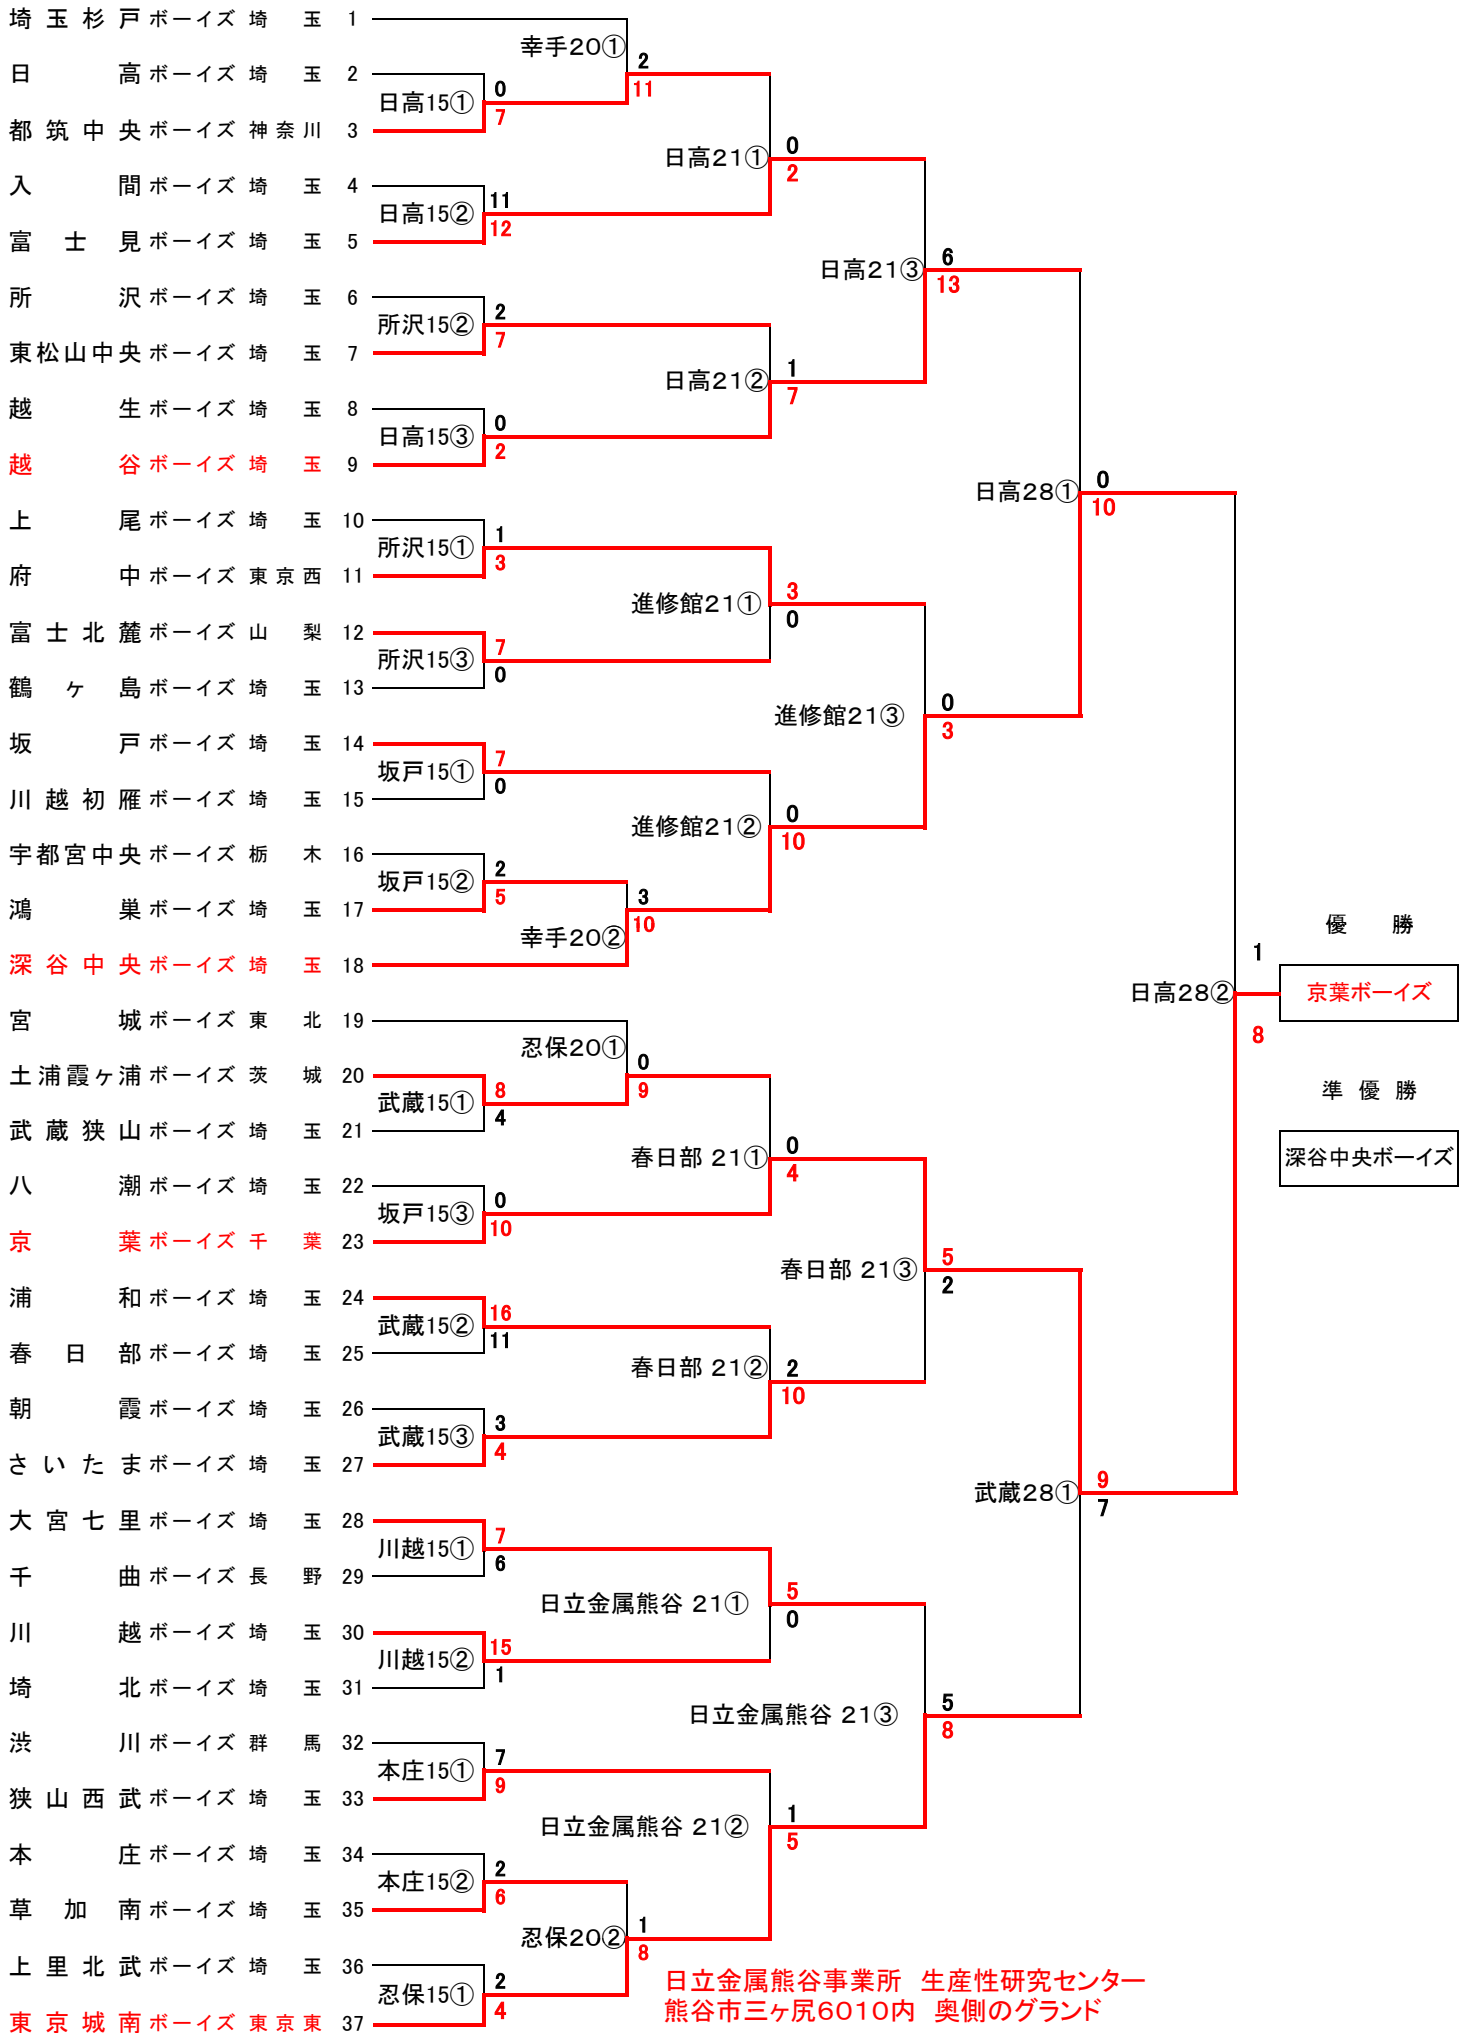 埼玉杉戸ボーイズ 埼玉 1
幸手20①
2
11
日高ボーイズ 埼玉 2
日高15①
0
7
都筑中央ボーイズ 神奈川 3
日高21①
0
2
入間ボーイズ 埼玉 4
日高15②
11
12
富士見ボーイズ 埼玉 5
日高21③
6
13
所沢ボーイズ 埼玉 6
所沢15②
2
7
東松山中央ボーイズ 埼玉 7
日高21②
1
7
越生ボーイズ 埼玉 8
日高15③
0
2
越谷ボーイズ 埼玉 9
日高28①
0
10
上尾ボーイズ 埼玉 10
所沢15①
1
3
府中ボーイズ 東京西 11
進修館21①
3
0
富士北麓ボーイズ 山梨 12
所沢15③
7
0
鶴ヶ島ボーイズ 埼玉 13
進修館21③
0
3
坂戸ボーイズ 埼玉 14
坂戸15①
7
0
川越初雁ボーイズ 埼玉 15
進修館21②
0
10
宇都宮中央ボーイズ 栃木 16
坂戸15②
2
5
鴻巣ボーイズ 埼玉 17
幸手20②
3
10
深谷中央ボーイズ 埼玉 18
優勝
日高28②
1
8
京葉ボーイズ
準優勝
深谷中央ボーイズ
宮城ボーイズ 東北 19
忍保20①
0
9
土浦霞ヶ浦ボーイズ 茨城 20
武蔵15①
8
4
武蔵狭山ボーイズ 埼玉 21
春日部 21①
0
4
八潮ボーイズ 埼玉 22
坂戸15③
0
10
京葉ボーイズ 千葉 23
春日部 21③
5
2
浦和ボーイズ 埼玉 24
武蔵15②
16
11
春日部ボーイズ 埼玉 25
春日部 21②
2
10
朝霞ボーイズ 埼玉 26
武蔵15③
3
4
さいたまボーイズ 埼玉 27
武蔵28①
9
7
大宮七里ボーイズ 埼玉 28
川越15①
7
6
千曲ボーイズ 長野 29
日立金属熊谷 21①
5
0
川越ボーイズ 埼玉 30
川越15②
15
1
埼北ボーイズ 埼玉 31
日立金属熊谷 21③
5
8
渋川ボーイズ 群馬 32
本庄15①
7
9
狭山西武ボーイズ 埼玉 33
日立金属熊谷 21②
1
5
本庄ボーイズ 埼玉 34
本庄15②
2
6
草加南ボーイズ 埼玉 35
忍保20②
1
8
上里北武ボーイズ 埼玉 36
忍保15①
2
4
東京城南ボーイズ 東京東 37
日立金属熊谷事業所 生産性研究センター
熊谷市三ヶ尻6010内 奥側のグランド